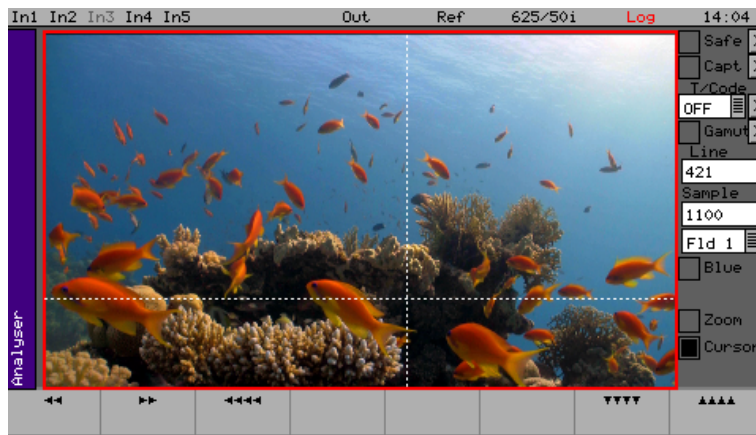 In1 In2 In3 In4 In5 Out Ref 625/50i Log 14:04
Safe
Capt
T/Code
OFF
Gamut
Line
421
Sample
1100
Fld 1
Blue
Zoom
Cursor
Analyser